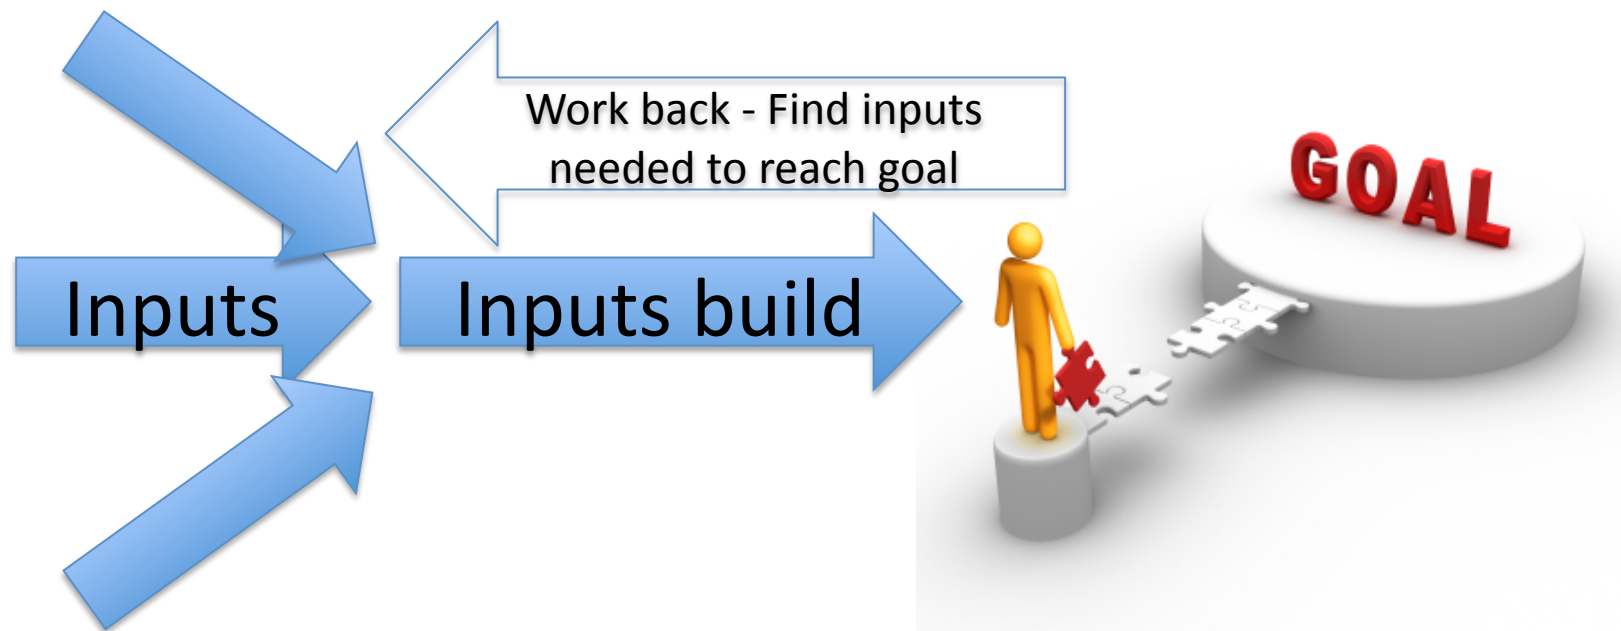 Work back - Find inputs
needed to reach goal
GOAL
Inputs
Inputs build